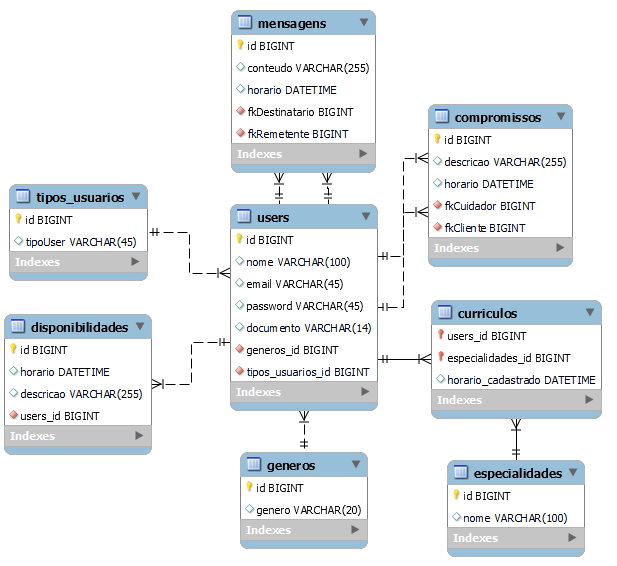 mensagens
id BIGINT
conteudo VARCHAR(255)
horario DATETIME
fkDestinatario BIGINT
fkRemetente BIGINT
Indexes
compromissos
id BIGINT
descricao VARCHAR(255)
horario DATETIME
fkCuidador BIGINT
fkCliente BIGINT
Indexes
tipos_usuarios
id BIGINT
tipoUser VARCHAR(45)
Indexes
users
id BIGINT
nome VARCHAR(100)
email VARCHAR(45)
password VARCHAR(45)
documento VARCHAR(14)
generos_id BIGINT
tipos_usuarios_id BIGINT
Indexes
disponibilidades
id BIGINT
horario DATETIME
descricao VARCHAR(255)
users_id BIGINT
Indexes
curriculos
users_id BIGINT
especialidades_id BIGINT
horario_cadastrado DATETIME
Indexes
generos
id BIGINT
genero VARCHAR(20)
Indexes
especialidades
id BIGINT
nome VARCHAR(100)
Indexes